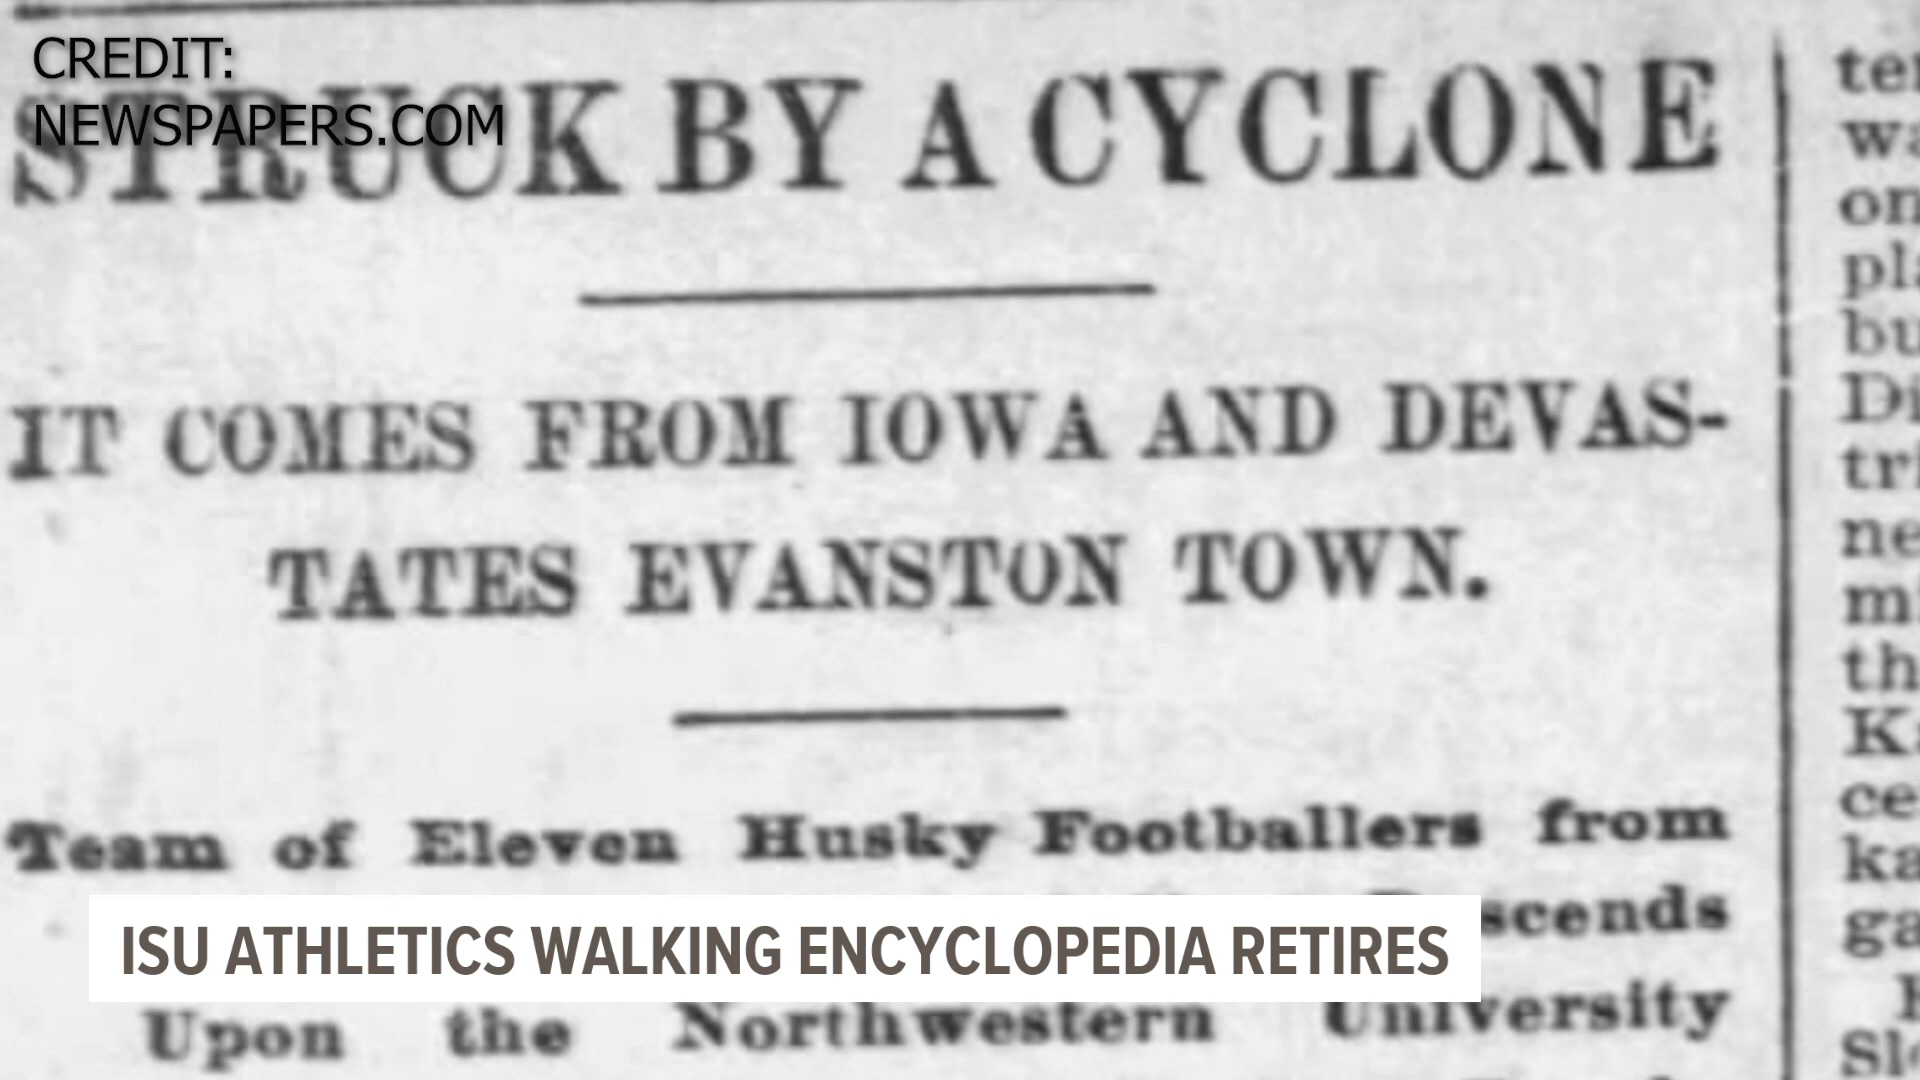 CREDIT:
NEWSPAPERS.COM
STRUCK BY A CYCLONE
IT COMES FROM IOWA AND DEVAS-
TATES EVANSTON TOWN.
Team of Eleven Husky Footballers from
ISU ATHLETICS WALKING ENCYCLOPEDIA RETIRES
Upon the Northwestern University